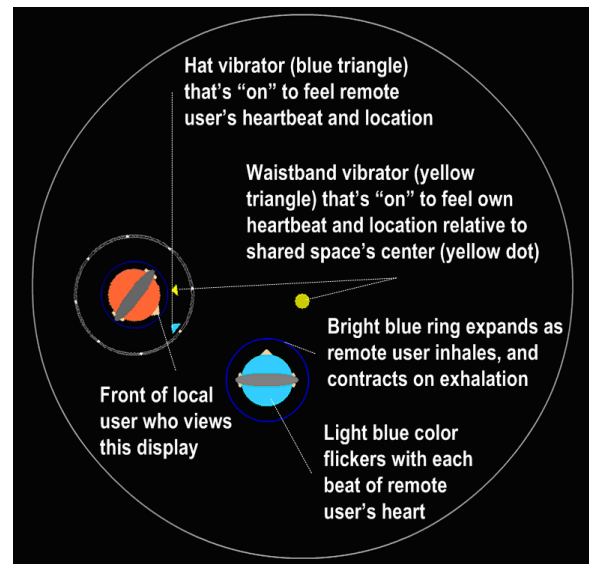 Hat vibrator (blue triangle)
that's “on” to feel remote
user's heartbeat and location
Waistband vibrator (yellow
triangle) that's “on” to feel own
heartbeat and location relative to
shared space's center (yellow dot)
Bright blue ring expands as
remote user inhales, and
contracts on exhalation
Front of local
user who views
this display
Light blue color
flickers with each
beat of remote
user's heart